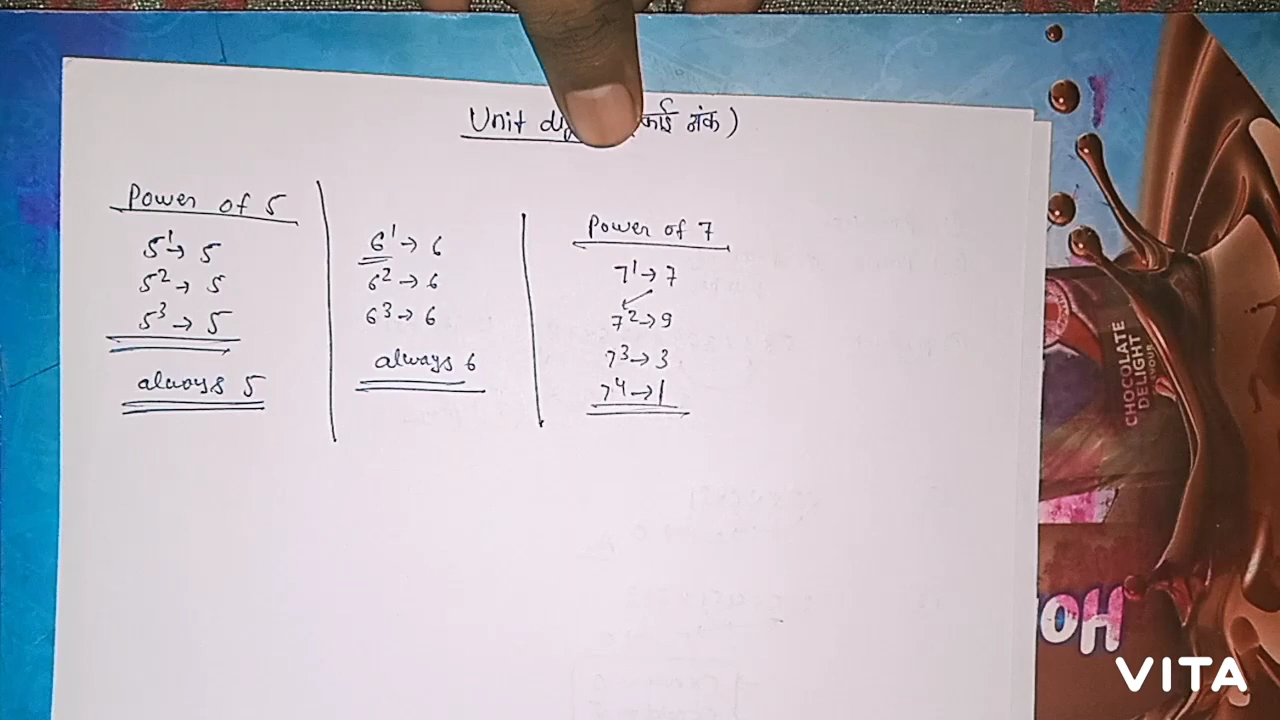 Unit
अंक)
Power of 5
5¹→ 5
5² → 5
5³ → 5
always 5
6¹→ 6
6² →6
6³→ 6
always 6
Power of 7
7¹→ 7
7²→9
7³→3
7⁴→1
CHOCOLATE
DELIGHT
FLAVOUR
VITA